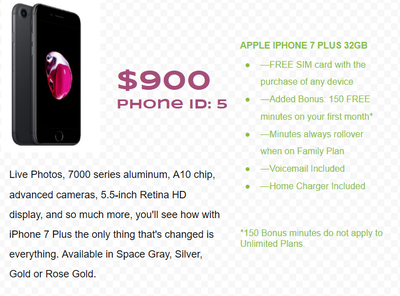 $900
PHONE ID: 5
Live Photos, 7000 series aluminum, A10 chip,
advanced cameras, 5.5-inch Retina HD
display, and so much more, you'll see how with
iPhone 7 Plus the only thing that's changed is
everything. Available in Space Gray, Silver,
Gold or Rose Gold.
APPLE IPHONE 7 PLUS 32GB
● —FREE SIM card with the
purchase of any device
● —Added Bonus: 150 FREE
minutes on your first month*
● —Minutes always rollover
when on Family Plan
● —Voicemail Included
● —Home Charger Included
*150 Bonus minutes do not apply to
Unlimited Plans